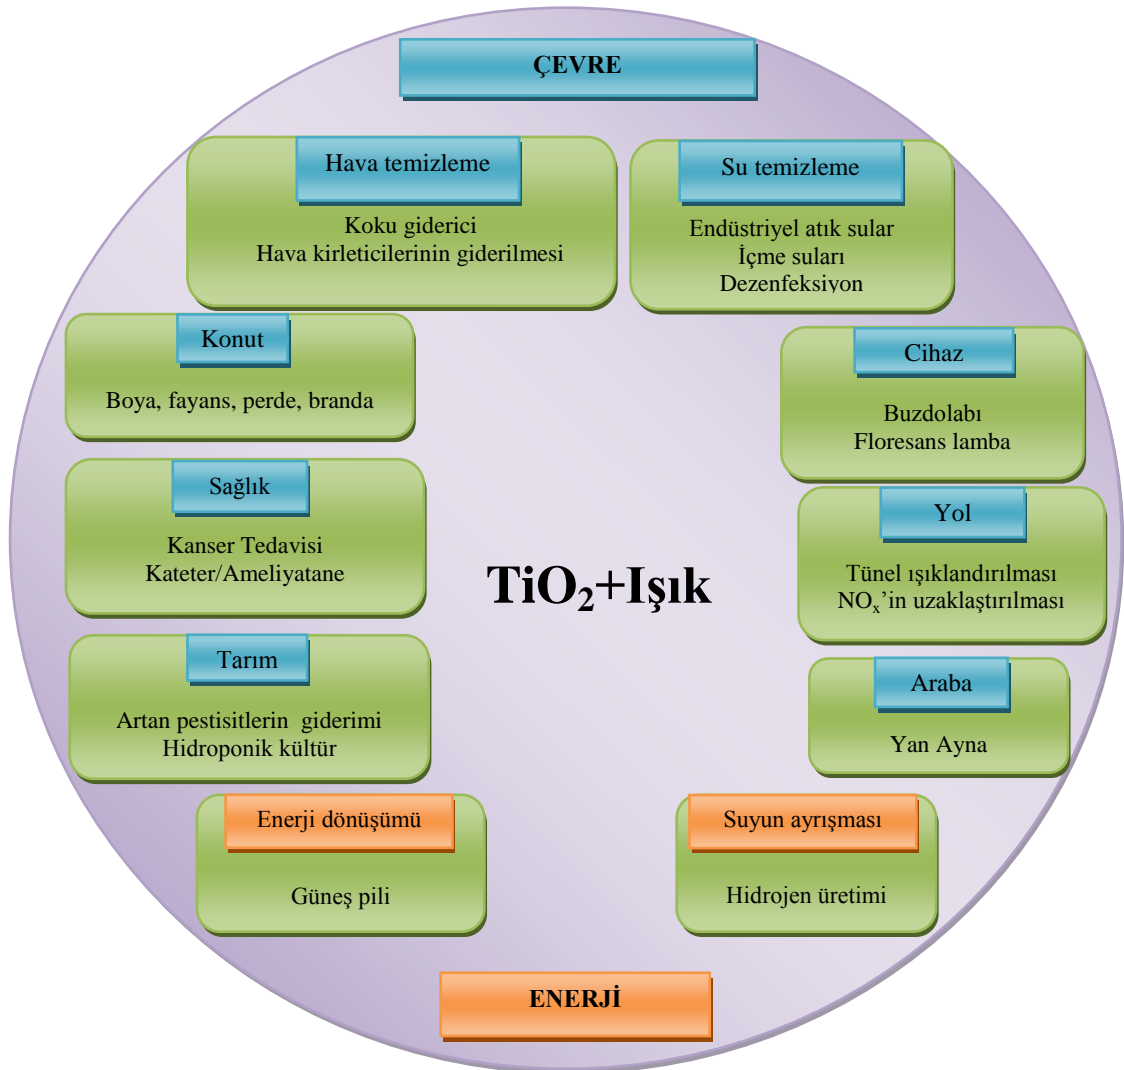 ÇEVRE
Hava temizleme
Koku giderici
Hava kirleticilerinin giderilmesi
Su temizleme
Endüstriyel atık sular
İçme suları
Dezenfeksiyon
Konut
Boya, fayans, perde, branda
Cihaz
Buzdolabı
Floresans lamba
Sağlık
Kanser Tedavisi
Kateter/Ameliyatane
Yol
Tünel ışıklandırılması
NOₓ’in uzaklaştırılması
TiO₂+Işık
Tarım
Artan pestisitlerin giderimi
Hidroponik kültür
Araba
Yan Ayna
Enerji dönüşümü
Güneş pili
Suyun ayrışması
Hidrojen üretimi
ENERJİ